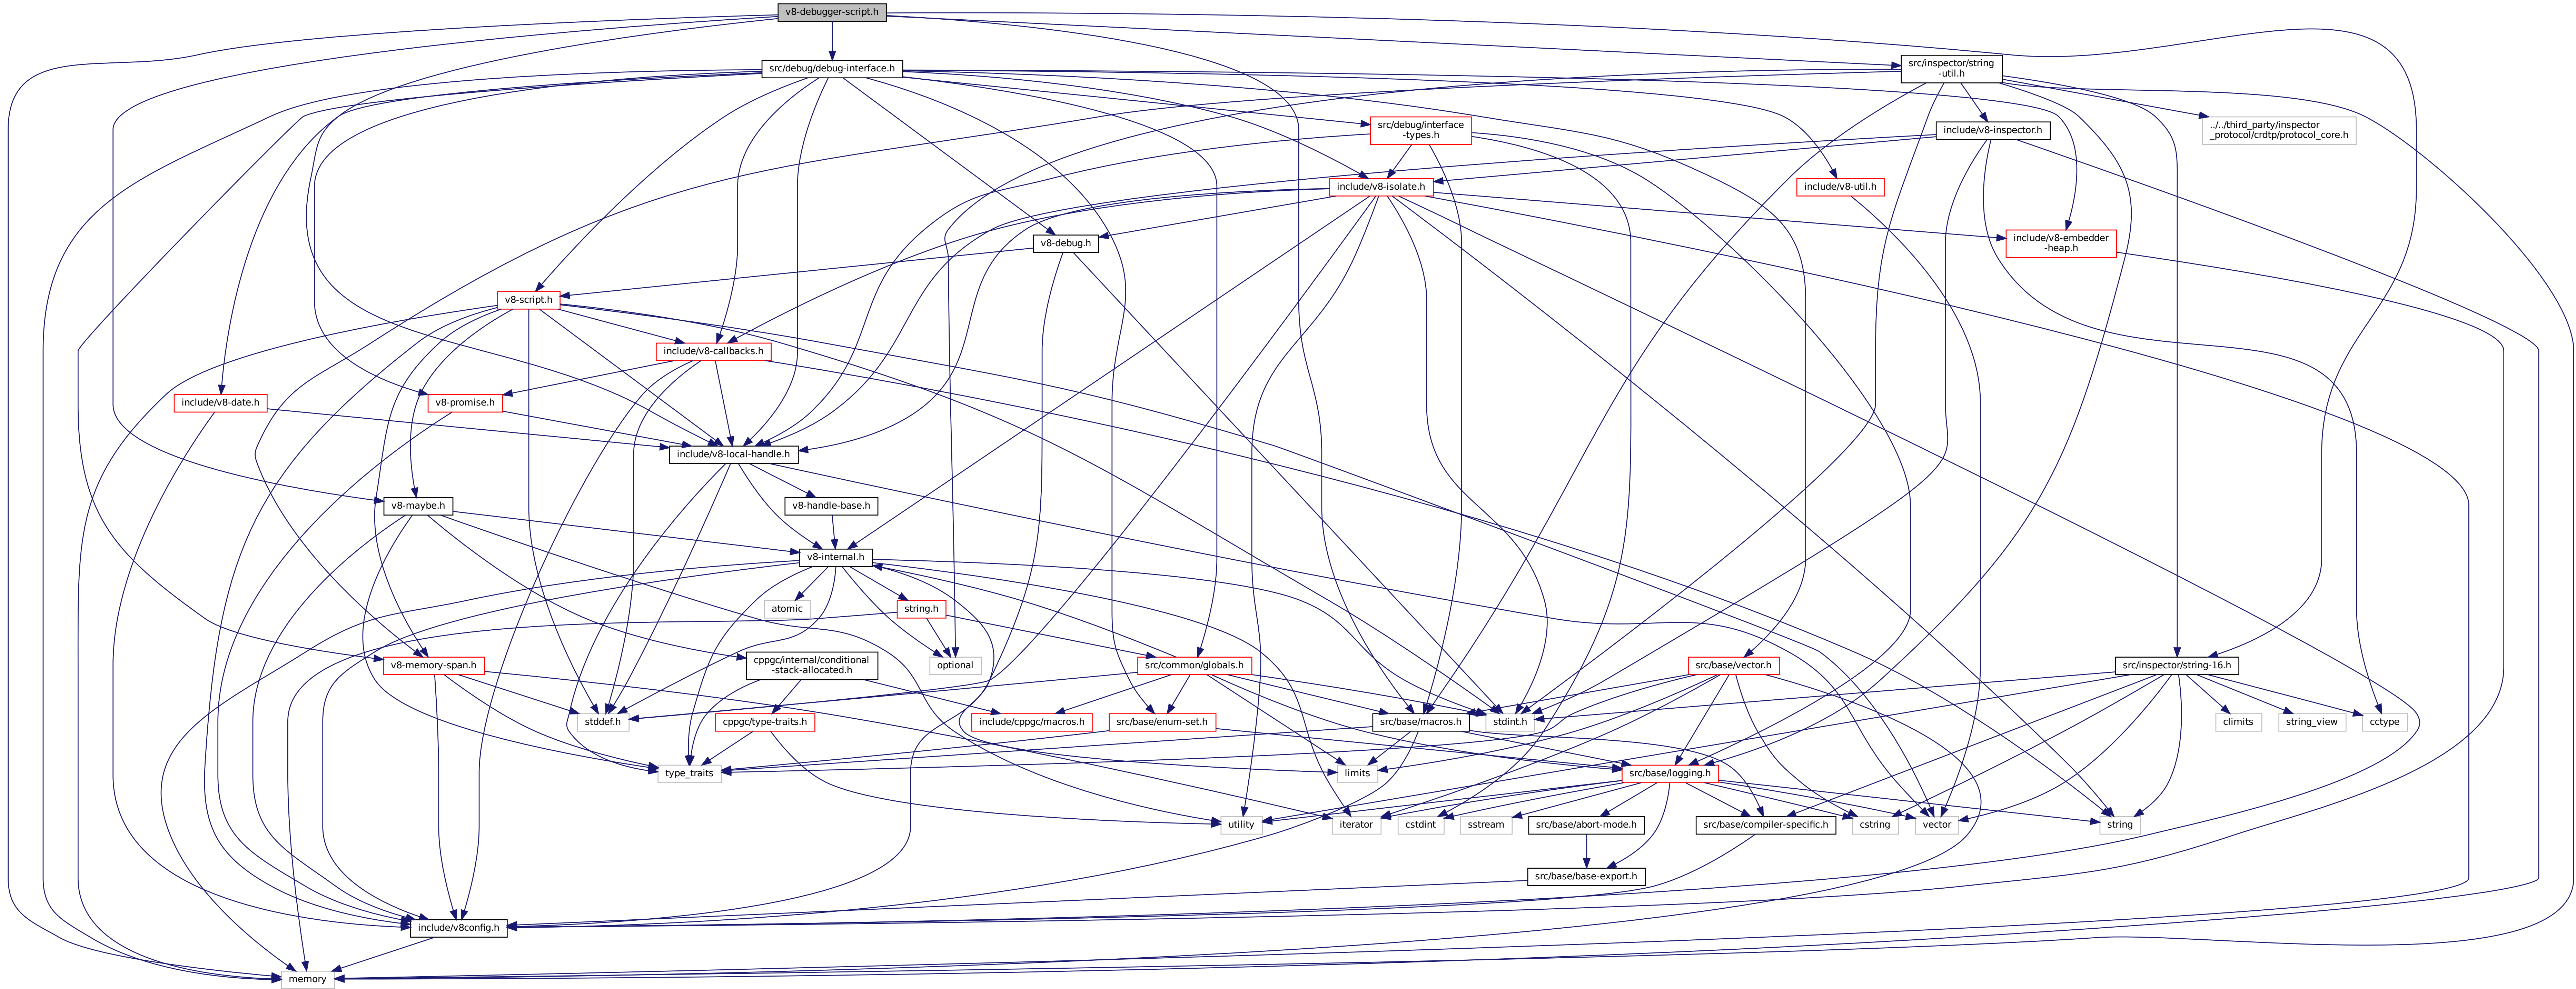 v8-debugger-script.h
src/debug/debug-interface.h
src/inspector/string
-util.h
src/debug/interface
-types.h
include/v8-inspector.h
../../third_party/inspector
_protocol/crdtp/protocol_core.h
include/v8-isolate.h
include/v8-util.h
v8-debug.h
include/v8-embedder
-heap.h
v8-script.h
include/v8-callbacks.h
include/v8-date.h
v8-promise.h
include/v8-local-handle.h
v8-maybe.h
v8-handle-base.h
v8-internal.h
atomic
string.h
v8-memory-span.h
cppgc/internal/conditional
-stack-allocated.h
optional
src/common/globals.h
src/base/vector.h
src/inspector/string-16.h
stddef.h
cppgc/type-traits.h
include/cppgc/macros.h
src/base/enum-set.h
src/base/macros.h
stdint.h
climits
string_view
cctype
type_traits
limits
src/base/logging.h
utility
iterator
cstdint
sstream
src/base/abort-mode.h
src/base/compiler-specific.h
cstring
vector
string
src/base/base-export.h
include/v8config.h
memory